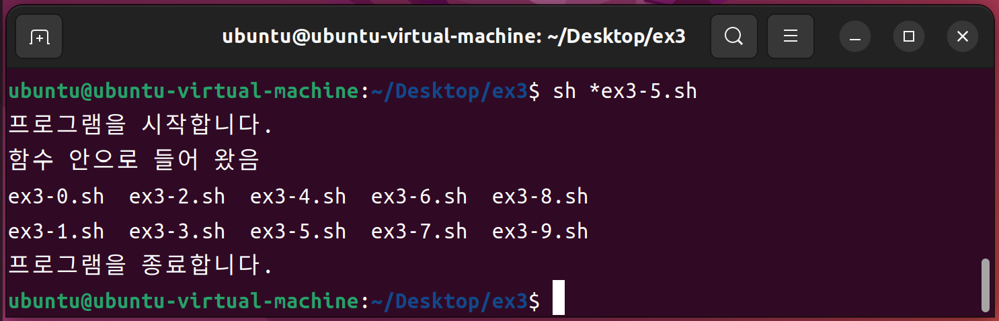 ubuntu@ubuntu-virtual-machine: ~/Desktop/ex3
ubuntu@ubuntu-virtual-machine:~/Desktop/ex3$ sh *ex3-5.sh
프로그램을 시작합니다.
함수 안으로 들어 왔음
ex3-0.sh  ex3-2.sh  ex3-4.sh  ex3-6.sh  ex3-8.sh
ex3-1.sh  ex3-3.sh  ex3-5.sh  ex3-7.sh  ex3-9.sh
프로그램을 종료합니다.
ubuntu@ubuntu-virtual-machine:~/Desktop/ex3$